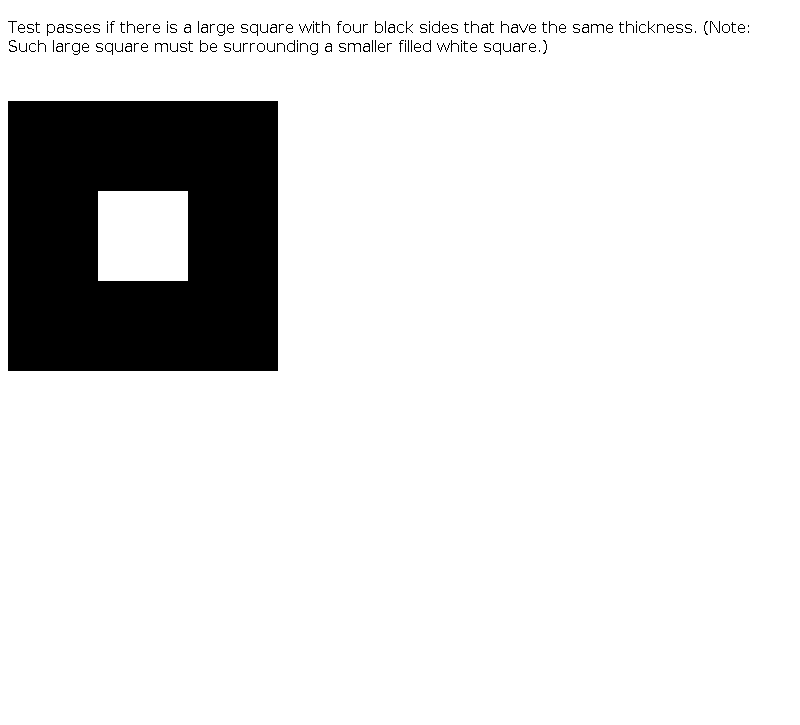 Test passes if there is a large square with four black sides that have the same thickness. (Note:
Such large square must be surrounding a smaller filled white square.)